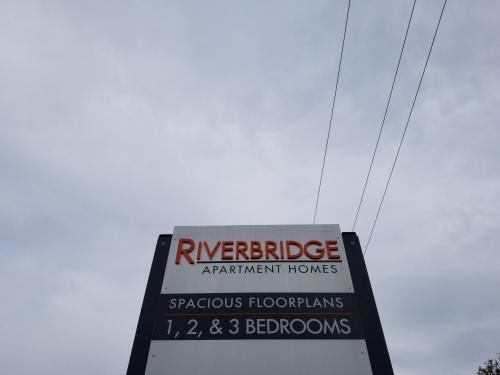 RIVERBRIDGE
APARTMENT HOMES
SPACIOUS FLOORPLANS
1, 2, & 3 BEDROOMS